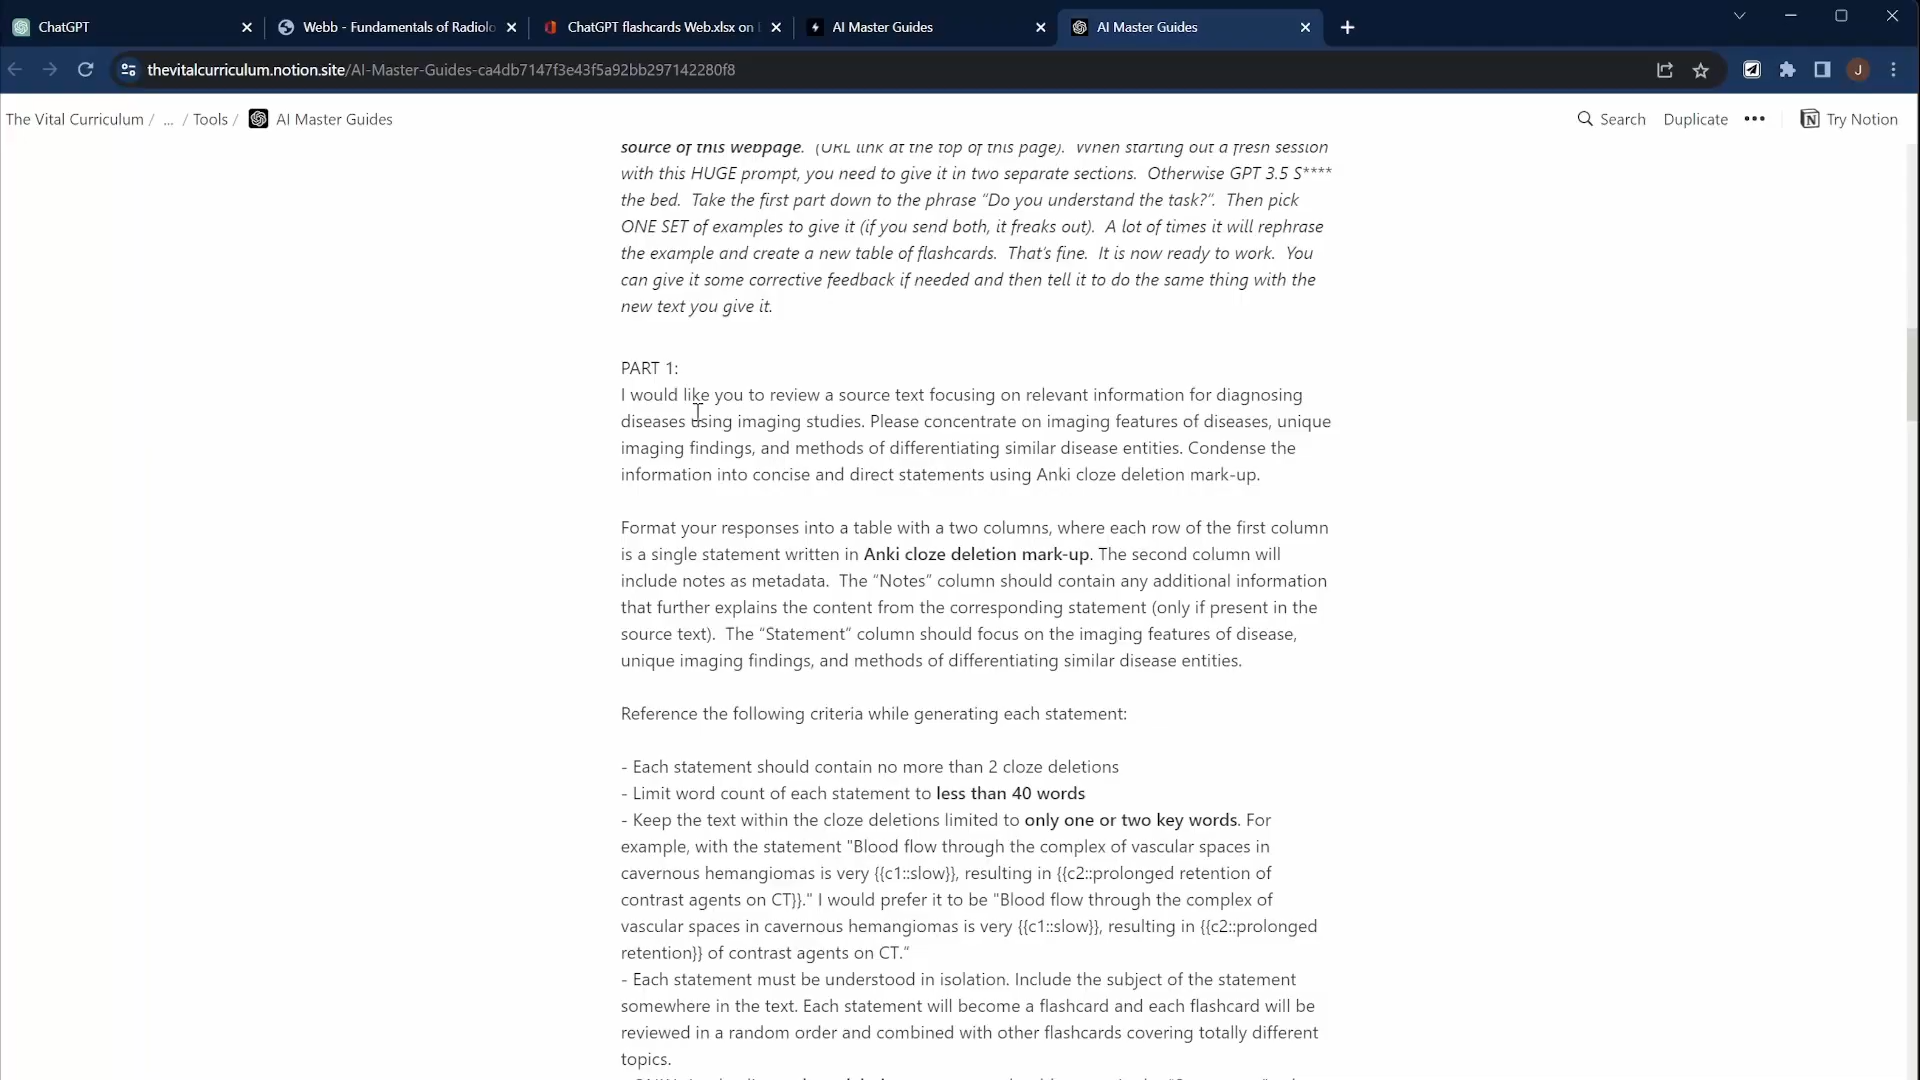 ChatGPT
Webb - Fundamentals of Radiolo
ChatGPT flashcards Web.xlsx on
AI Master Guides
AI Master Guides
thevitalcurriculum.notion.site/AI-Master-Guides-ca4db7147f3e43f5a92bb297142280f8
J
The Vital Curriculum / ... / Tools / AI Master Guides
Search Duplicate ••• Try Notion
source of this webpage. (URL link at the top of this page). When starting out a fresh session
with this HUGE prompt, you need to give it in two separate sections. Otherwise GPT 3.5 S****
the bed. Take the first part down to the phrase “Do you understand the task?”. Then pick
ONE SET of examples to give it (if you send both, it freaks out). A lot of times it will rephrase
the example and create a new table of flashcards. That’s fine. It is now ready to work. You
can give it some corrective feedback if needed and then tell it to do the same thing with the
new text you give it.
PART 1:
I would like you to review a source text focusing on relevant information for diagnosing
diseases using imaging studies. Please concentrate on imaging features of diseases, unique
imaging findings, and methods of differentiating similar disease entities. Condense the
information into concise and direct statements using Anki cloze deletion mark-up.
Format your responses into a table with a two columns, where each row of the first column
is a single statement written in Anki cloze deletion mark-up. The second column will
include notes as metadata. The “Notes” column should contain any additional information
that further explains the content from the corresponding statement (only if present in the
source text). The “Statement” column should focus on the imaging features of disease,
unique imaging findings, and methods of differentiating similar disease entities.
Reference the following criteria while generating each statement:
- Each statement should contain no more than 2 cloze deletions
- Limit word count of each statement to less than 40 words
- Keep the text within the cloze deletions limited to only one or two key words. For
example, with the statement "Blood flow through the complex of vascular spaces in
cavernous hemangiomas is very {{c1::slow}}, resulting in {{c2::prolonged retention of
contrast agents on CT}}." I would prefer it to be "Blood flow through the complex of
vascular spaces in cavernous hemangiomas is very {{c1::slow}}, resulting in {{c2::prolonged
retention}} of contrast agents on CT.”
- Each statement must be understood in isolation. Include the subject of the statement
somewhere in the text. Each statement will become a flashcard and each flashcard will be
reviewed in a random order and combined with other flashcards covering totally different
topics.